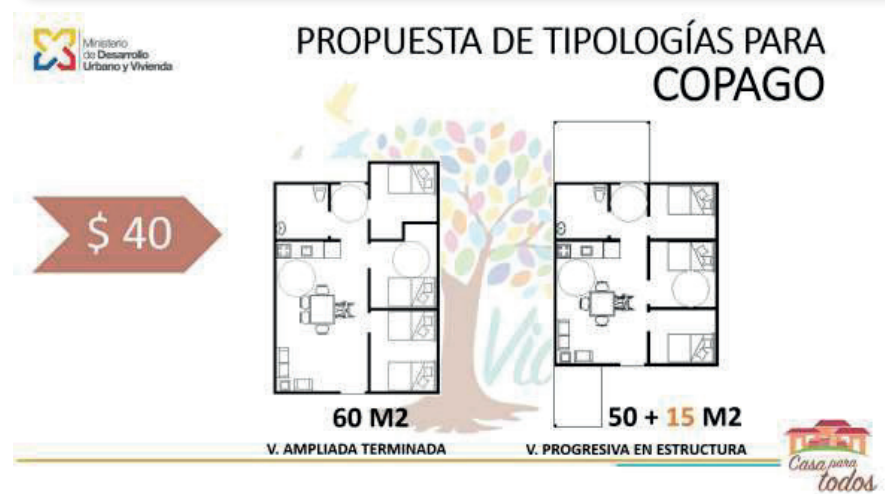 Ministerio
de Desarrollo
Urbano y Vivienda
PROPUESTA DE TIPOLOGÍAS PARA
COPAGO
$ 40
60 M2
V. AMPLIADA TERMINADA
50 + 15 M2
V. PROGRESIVA EN ESTRUCTURA
Casa para
todos